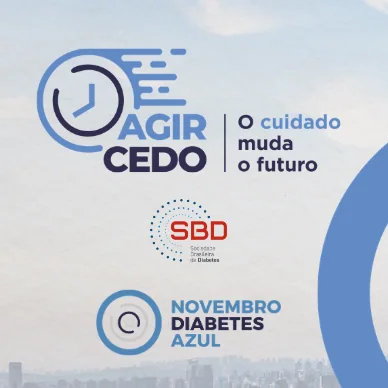 AGIR
CEDO
O cuidado
muda
o futuro
SBD
Sociedade
Brasileira
de Diabetes
NOVEMBRO
DIABETES
AZUL